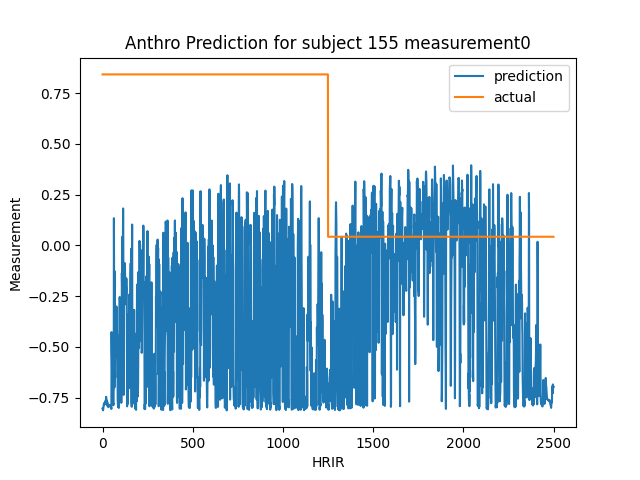 Anthro Prediction for subject 155 measurement0
prediction
actual
Measurement
0.75
0.50
0.25
0.00
−0.25
−0.50
−0.75
0
500
1000
1500
2000
2500
HRIR